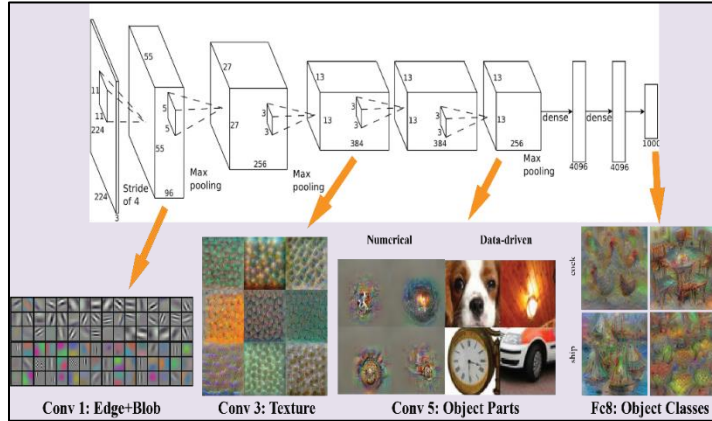 55
27
13
13
13
11
5
3
3
3
11
5
27
3
13
3
13
3
13
dense
dense
224
55
384
384
256
1000
256
Max
pooling
4096
4096
Max
pooling
Max
pooling
224
Stride
of 4
96
3
Numerical
Data-driven
cock
ship
Conv 1: Edge+Blob
Conv 3: Texture
Conv 5: Object Parts
Fc8: Object Classes